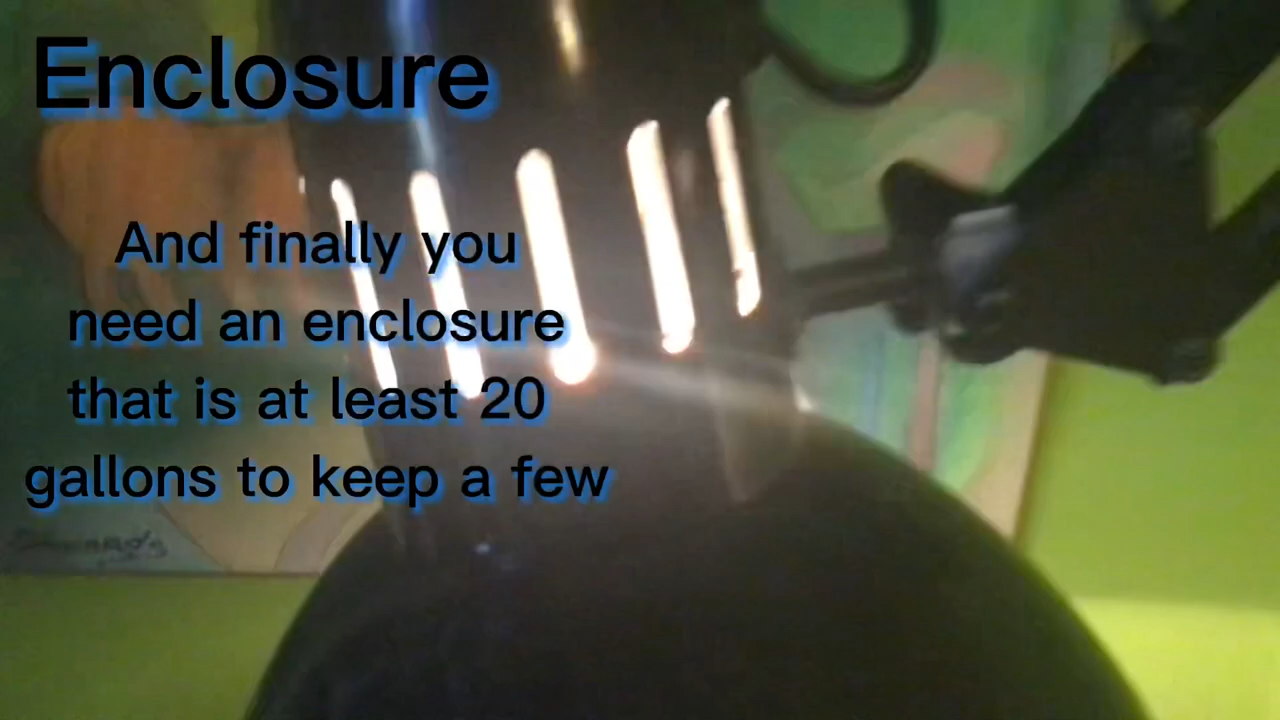 Enclosure
And finally you
need an enclosure
that is at least 20
gallons to keep a few